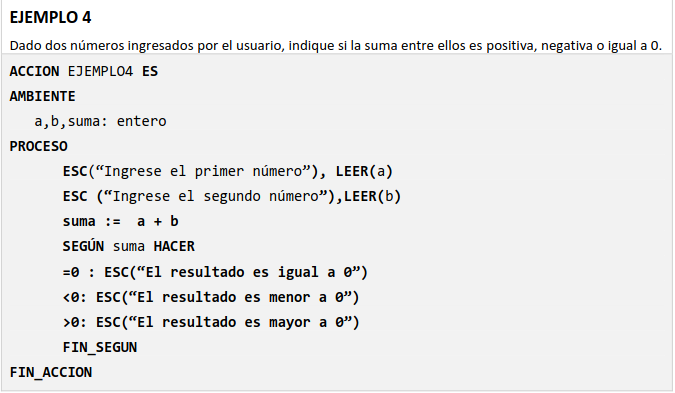 EJEMPLO 4
Dado dos números ingresados por el usuario, indique si la suma entre ellos es positiva, negativa o igual a 0.
ACCION EJEMPLO4 ES
AMBIENTE
a,b,suma: entero
PROCESO
ESC(“Ingrese el primer número”), LEER(a)
ESC (“Ingrese el segundo número”),LEER(b)
suma := a + b
SEGÚN suma HACER
=0 : ESC(“El resultado es igual a 0”)
<0: ESC(“El resultado es menor a 0”)
>0: ESC(“El resultado es mayor a 0”)
FIN_SEGUN
FIN_ACCION